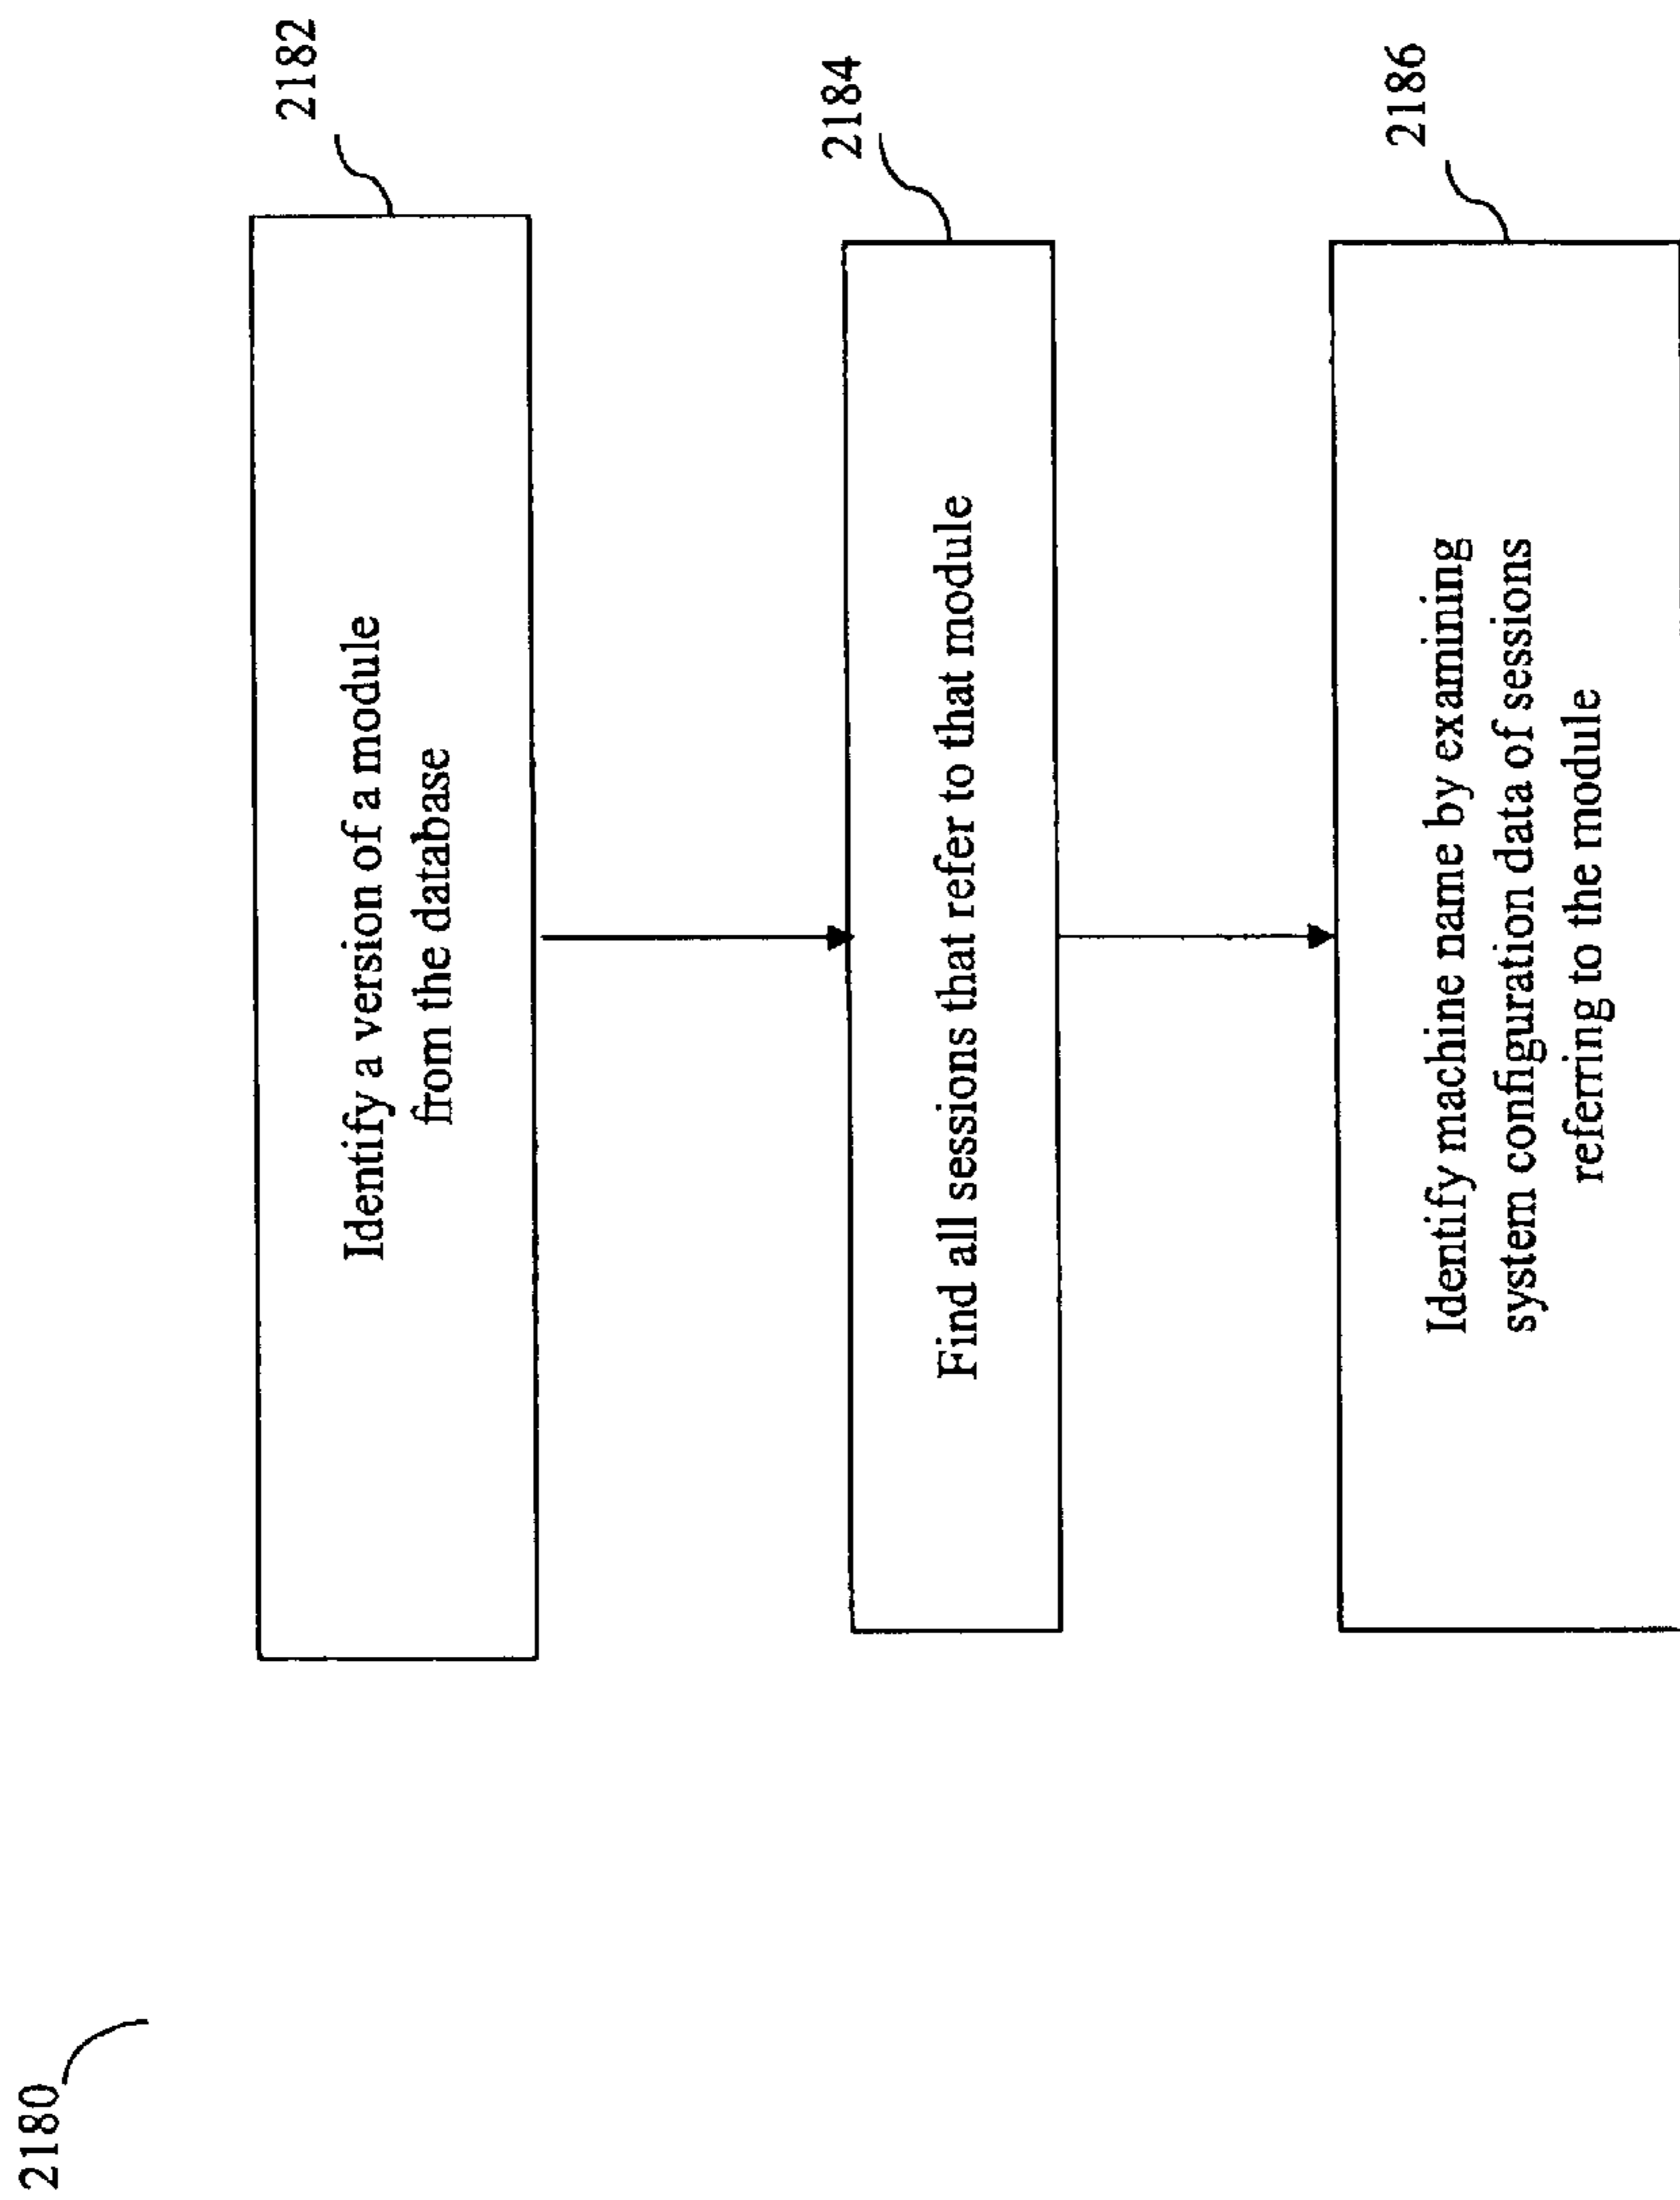 2180
2182
Identify a version of a module
from the database
2184
Find all sessions that refer to that module
2186
Identify machine name by examining
system configuration data of sessions
referring to the module